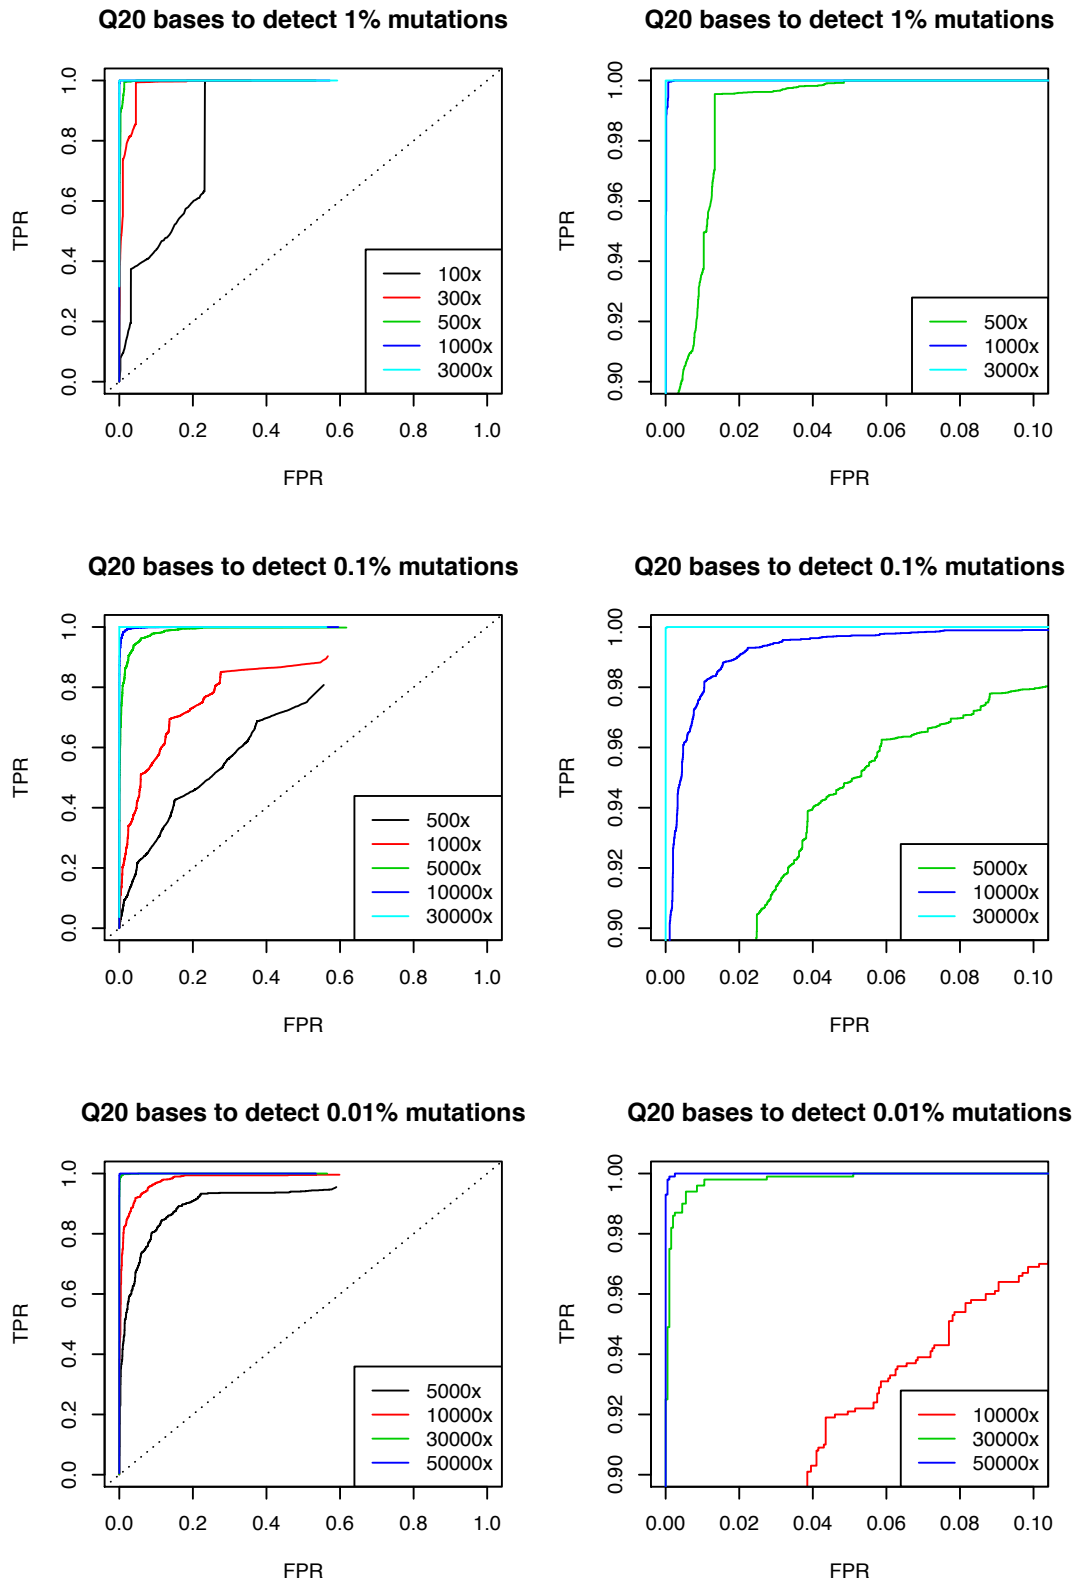 Q20 bases to detect 1% mutations
TPR
1.0
0.8
0.6
0.4
0.2
0.0
100x
300x
500x
1000x
3000x
0.0 0.2 0.4 0.6 0.8 1.0
FPR
Q20 bases to detect 1% mutations
TPR
1.00
0.98
0.96
0.94
0.92
0.90
500x
1000x
3000x
0.00 0.02 0.04 0.06 0.08 0.10
FPR
Q20 bases to detect 0.1% mutations
TPR
1.0
0.8
0.6
0.4
0.2
0.0
500x
1000x
5000x
10000x
30000x
0.0 0.2 0.4 0.6 0.8 1.0
FPR
Q20 bases to detect 0.1% mutations
TPR
1.00
0.98
0.96
0.94
0.92
0.90
5000x
10000x
30000x
0.00 0.02 0.04 0.06 0.08 0.10
FPR
Q20 bases to detect 0.01% mutations
TPR
1.0
0.8
0.6
0.4
0.2
0.0
5000x
10000x
30000x
50000x
0.0 0.2 0.4 0.6 0.8 1.0
FPR
Q20 bases to detect 0.01% mutations
TPR
1.00
0.98
0.96
0.94
0.92
0.90
10000x
30000x
50000x
0.00 0.02 0.04 0.06 0.08 0.10
FPR